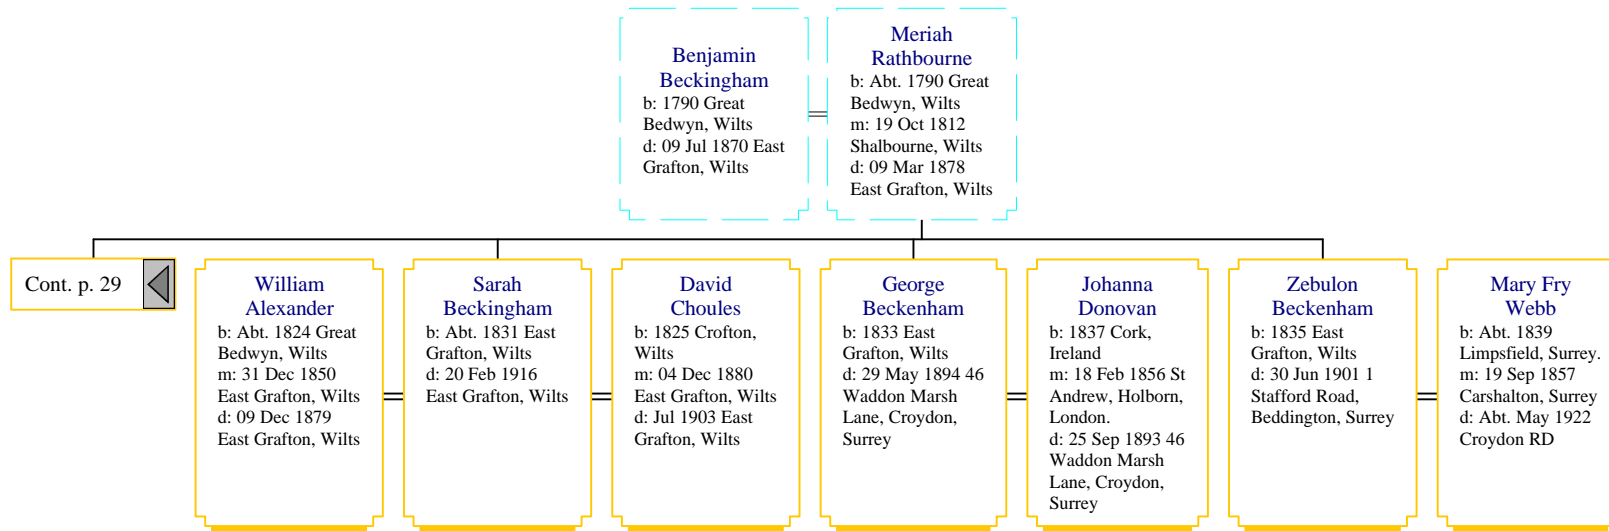 Benjamin
Beckingham
b: 1790 Great
Bedwyn, Wilts
d: 09 Jul 1870 East
Grafton, Wilts
Meriah
Rathbourne
b: Abt. 1790 Great
Bedwyn, Wilts
m: 19 Oct 1812
Shalbourne, Wilts
d: 09 Mar 1878
East Grafton, Wilts
Cont. p. 29
William
Alexander
b: Abt. 1824 Great
Bedwyn, Wilts
m: 31 Dec 1850
East Grafton, Wilts
d: 09 Dec 1879
East Grafton, Wilts
Sarah
Beckingham
b: Abt. 1831 East
Grafton, Wilts
d: 20 Feb 1916
East Grafton, Wilts
David
Choules
b: 1825 Crofton,
Wilts
m: 04 Dec 1880
East Grafton, Wilts
d: Jul 1903 East
Grafton, Wilts
George
Beckenham
b: 1833 East
Grafton, Wilts
d: 29 May 1894 46
Waddon Marsh
Lane, Croydon,
Surrey
Johanna
Donovan
b: 1837 Cork,
Ireland
m: 18 Feb 1856 St
Andrew, Holborn,
London.
d: 25 Sep 1893 46
Waddon Marsh
Lane, Croydon,
Surrey
Zebulon
Beckenham
b: 1835 East
Grafton, Wilts
d: 30 Jun 1901 1
Stafford Road,
Beddington, Surrey
Mary Fry
Webb
b: Abt. 1839
Limpsfield, Surrey.
m: 19 Sep 1857
Carshalton, Surrey
d: Abt. May 1922
Croydon RD